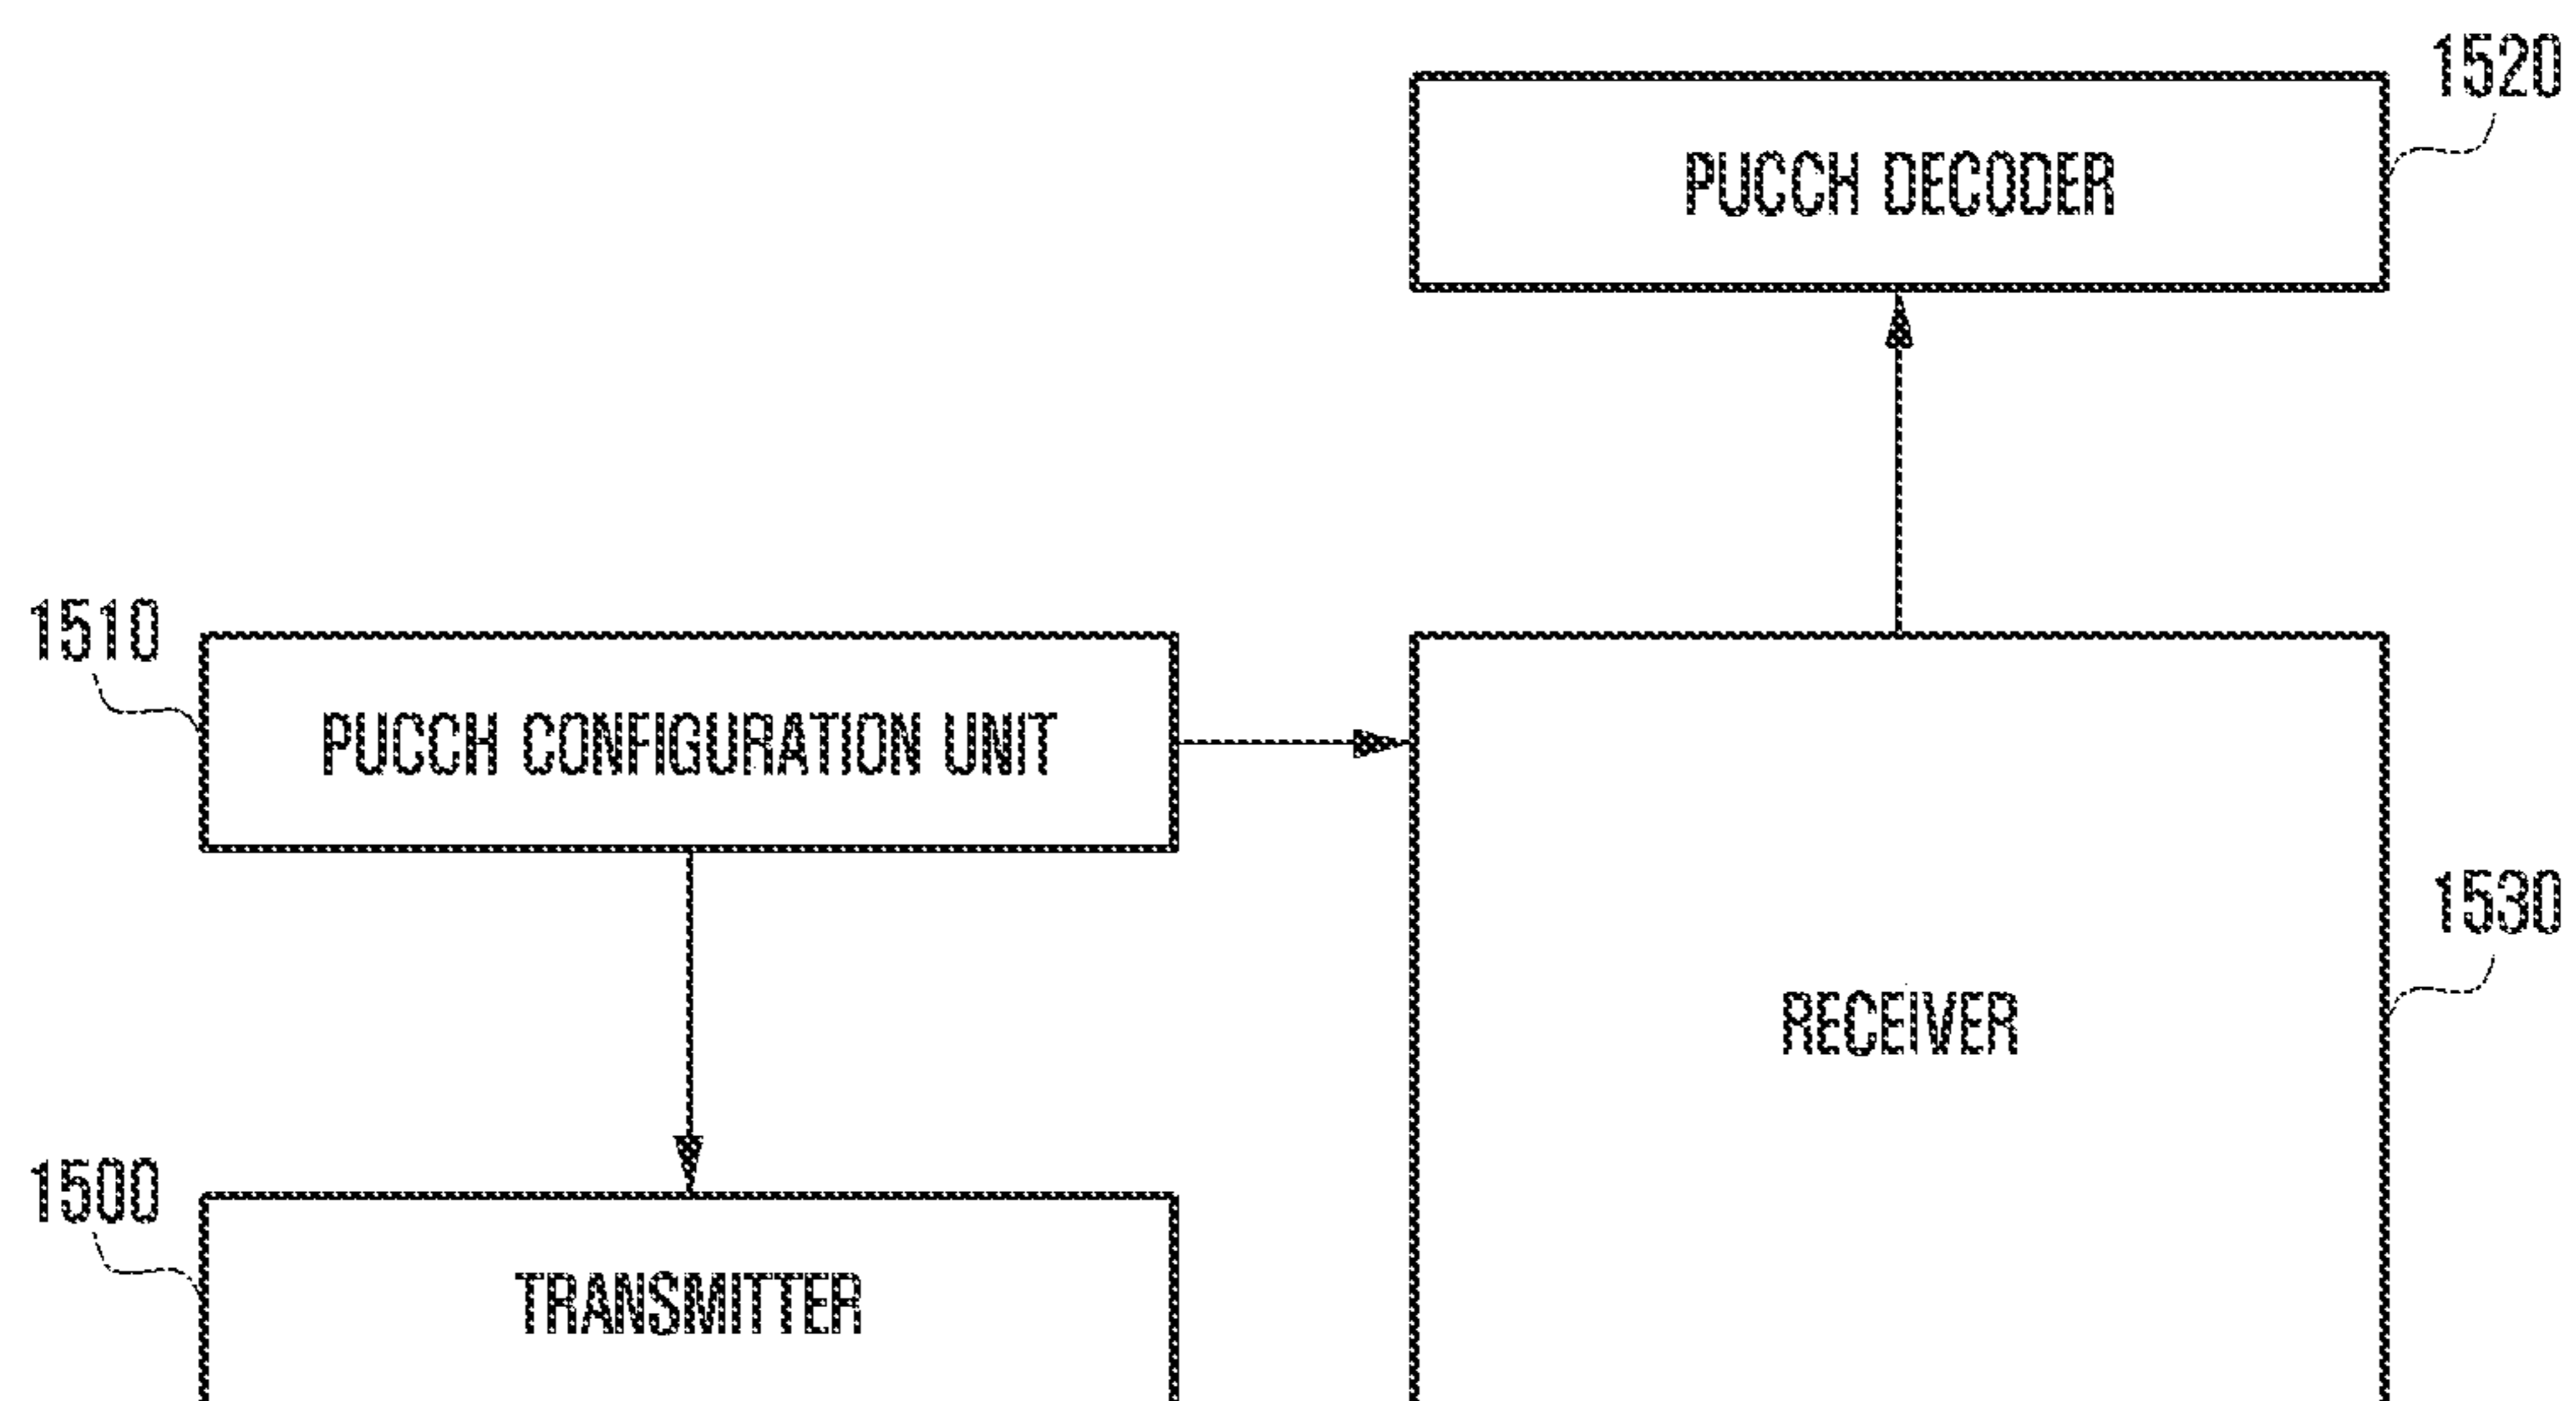 1520
PUCCH DECODER
1510
PUCCH CONFIGURATION UNIT
1530
RECEIVER
1500
TRANSMITTER